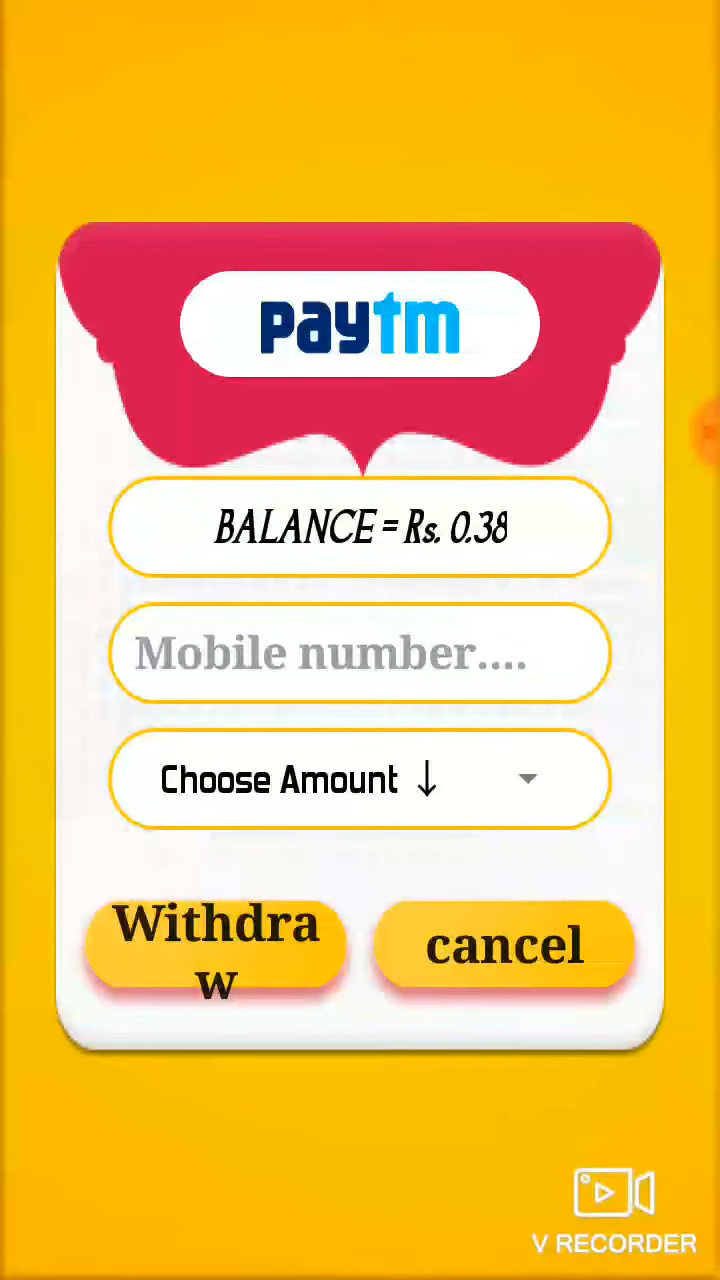 paytm
BALANCE = Rs. 0.38
Mobile number....
Choose Amount ↓
Withdra
w
cancel
V RECORDER